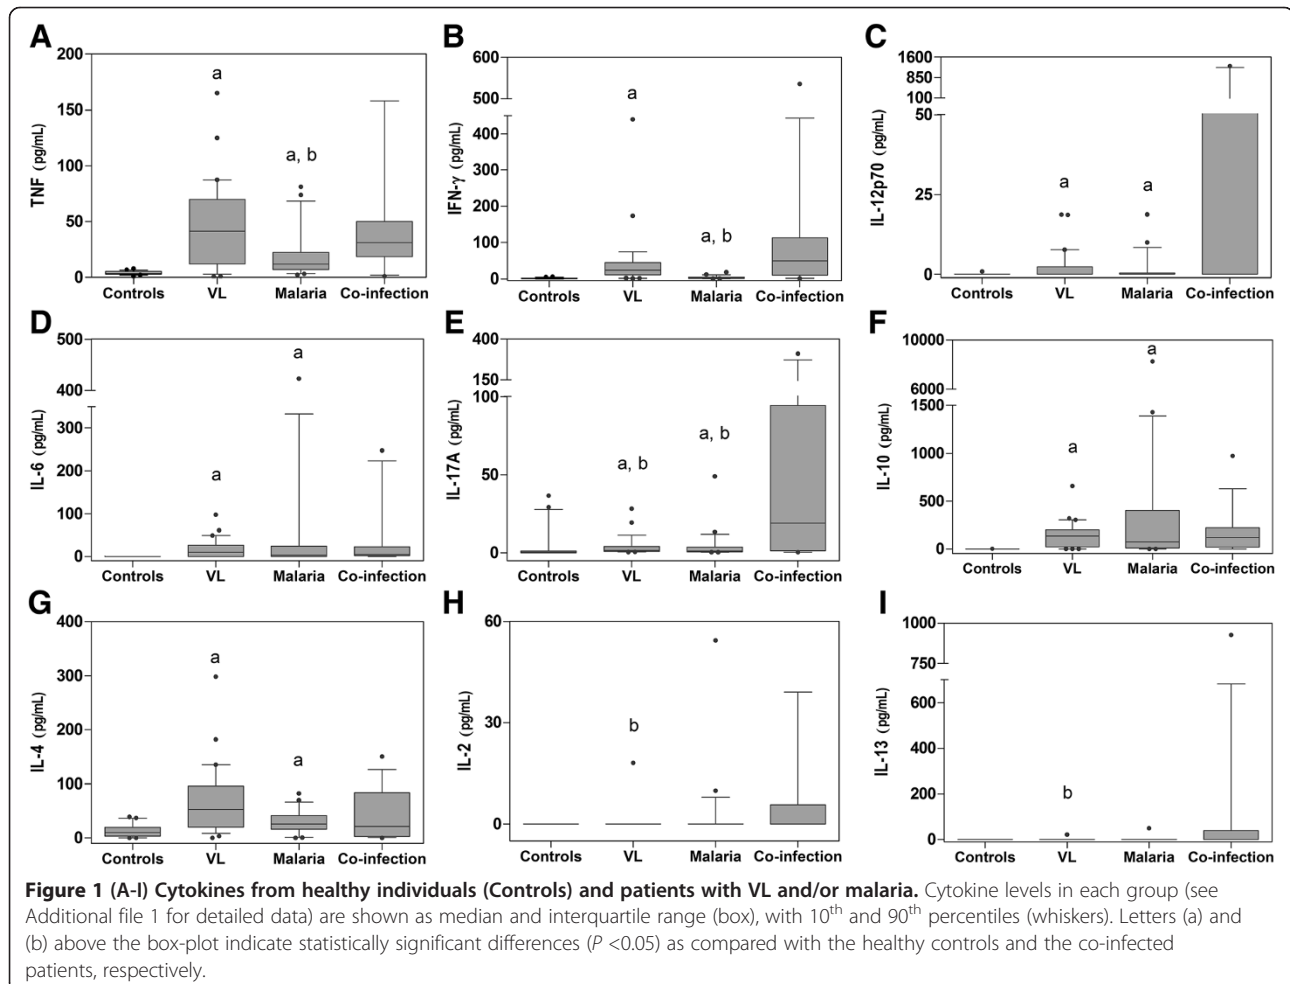 A
200
150
100
50
0
TNF (pg/mL)
a
a, b
Controls VL Malaria Co-infection
B
600
500
400
300
200
100
0
IFN-γ (pg/mL)
a
a, b
Controls VL Malaria Co-infection
C
1600
850
100
50
25
0
IL-12p70 (pg/mL)
a
a
Controls VL Malaria Co-infection
D
500
400
300
200
100
0
IL-6 (pg/mL)
a
a
Controls VL Malaria Co-infection
E
400
150
100
50
0
IL-17A (pg/mL)
a, b
a, b
Controls VL Malaria Co-infection
F
10000
6000
1500
1000
500
0
IL-10 (pg/mL)
a
a
Controls VL Malaria Co-infection
G
400
300
200
100
0
IL-4 (pg/mL)
a
a
Controls VL Malaria Co-infection
H
60
30
0
IL-2 (pg/mL)
b
Controls VL Malaria Co-infection
I
1000
750
600
400
200
0
IL-13 (pg/mL)
b
Controls VL Malaria Co-infection
Figure 1 (A-I) Cytokines from healthy individuals (Controls) and patients with VL and/or malaria. Cytokine levels in each group (see
Additional file 1 for detailed data) are shown as median and interquartile range (box), with 10th and 90th percentiles (whiskers). Letters (a) and
(b) above the box-plot indicate statistically significant differences (P <0.05) as compared with the healthy controls and the co-infected
patients, respectively.